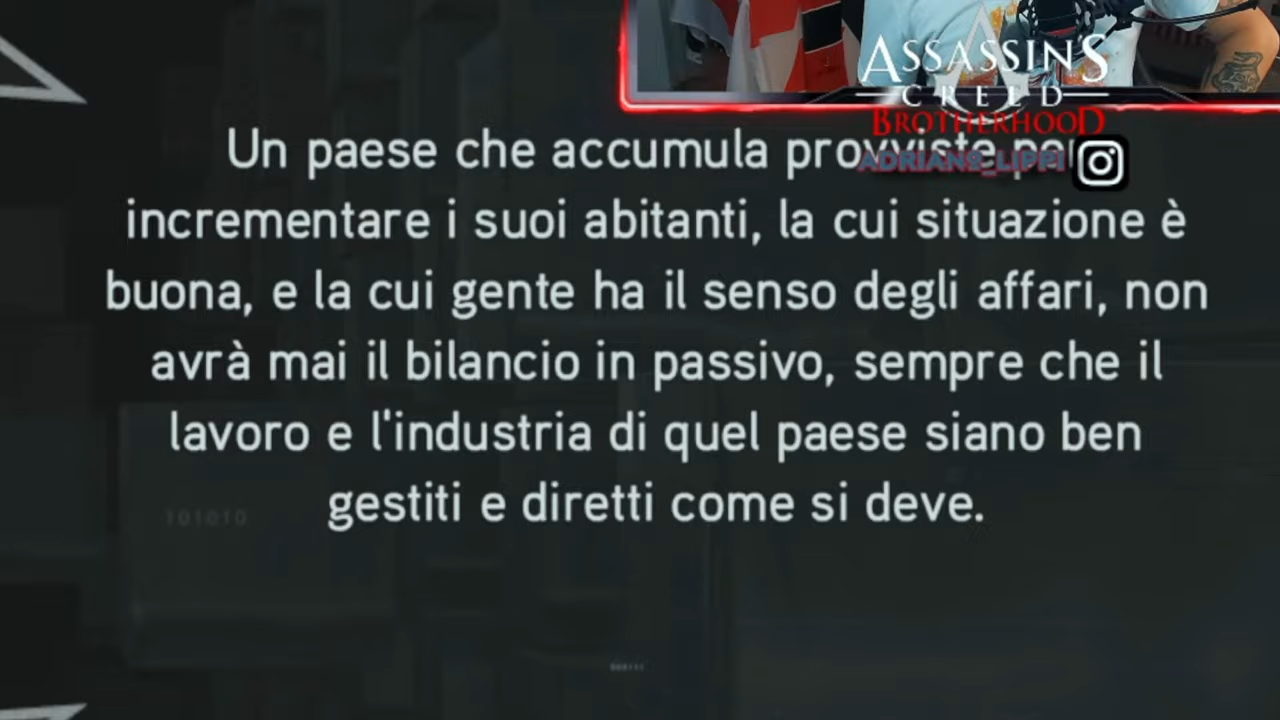 ASSASSINS
CREED
BROTHERHOOD
Un paese che accumula provviste per
ADRIANO_LIPPI
incrementare i suoi abitanti, la cui situazione è
buona, e la cui gente ha il senso degli affari, non
avrà mai il bilancio in passivo, sempre che il
lavoro e l'industria di quel paese siano ben
gestiti e diretti come si deve.
101010